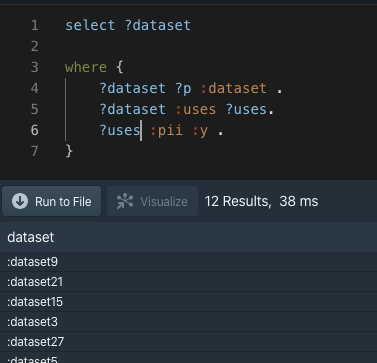 1 select ?dataset
2
3 where {
4 ?dataset ?p :dataset .
5 ?dataset :uses ?uses.
6 ?uses :pii :y .
7 }
Run to File Visualize 12 Results, 38 ms
dataset
:dataset9
:dataset21
:dataset15
:dataset3
:dataset27
:dataset5